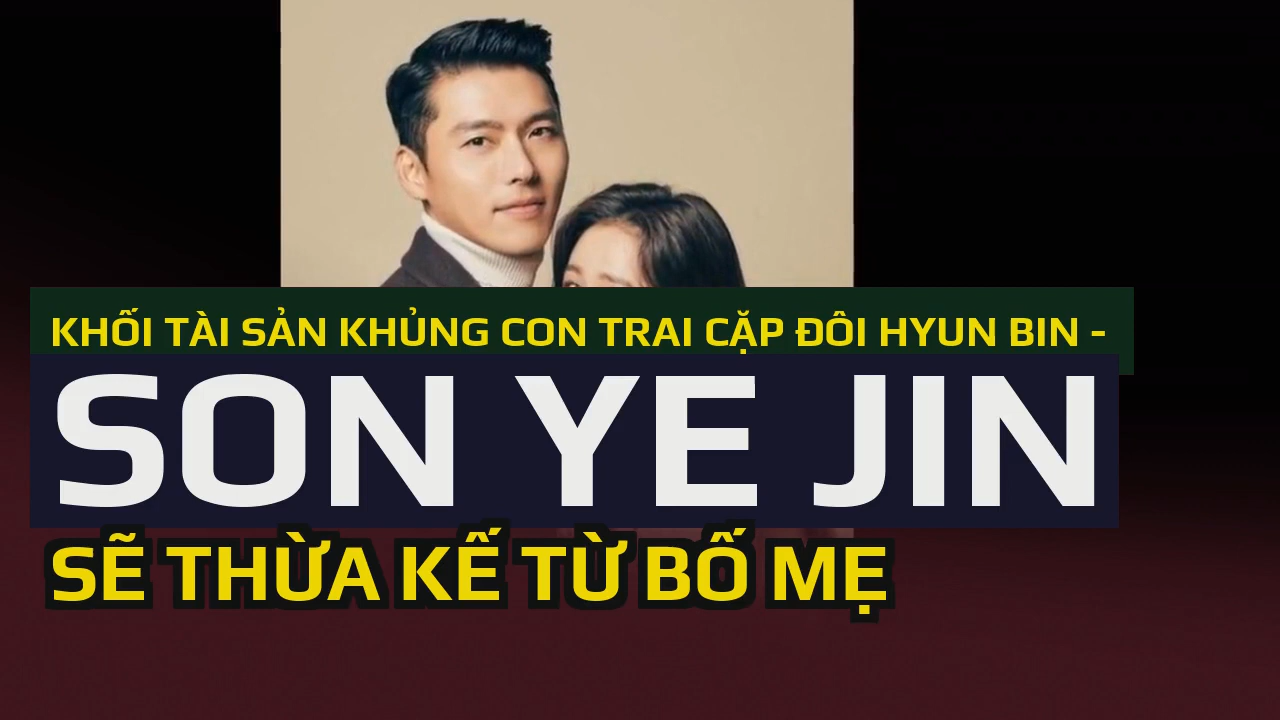 KHỐI TÀI SẢN KHỦNG CON TRAI CẶP ĐÔI HYUN BIN -
SON YE JIN
SẼ THỪA KẾ TỪ BỐ MẸ